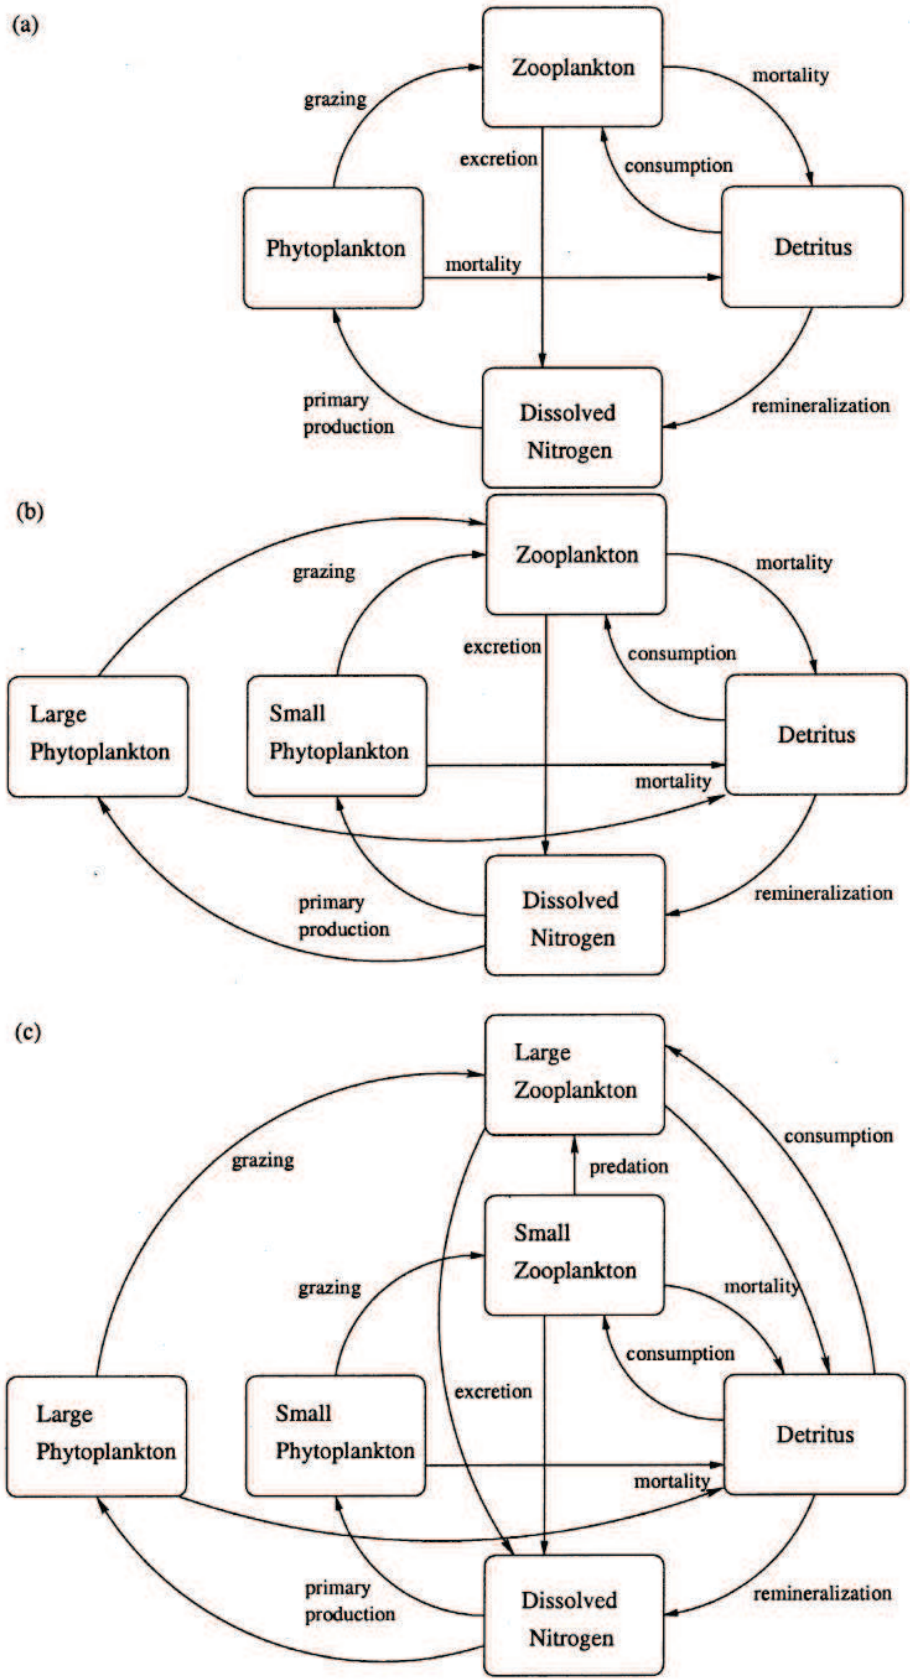 (a)
Zooplankton
mortality
grazing
excretion
consumption
Phytoplankton
Detritus
mortality
primary
production
Dissolved
Nitrogen
remineralization
(b)
Zooplankton
mortality
grazing
excretion
consumption
Large
Phytoplankton
Small
Phytoplankton
Detritus
mortality
primary
production
Dissolved
Nitrogen
remineralization
(c)
Large
Zooplankton
consumption
grazing
predation
Small
Zooplankton
grazing
mortality
consumption
excretion
Large
Phytoplankton
Small
Phytoplankton
Detritus
mortality
primary
production
Dissolved
Nitrogen
remineralization